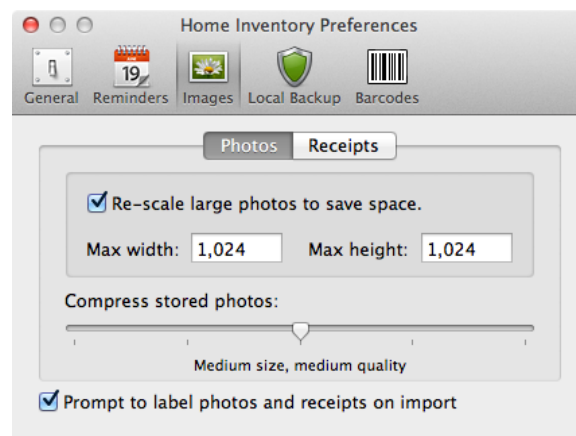 Home Inventory Preferences
19
General Reminders Images Local Backup Barcodes
Photos Receipts
Re-scale large photos to save space.
Max width: 1,024 Max height: 1,024
Compress stored photos:
Medium size, medium quality
Prompt to label photos and receipts on import